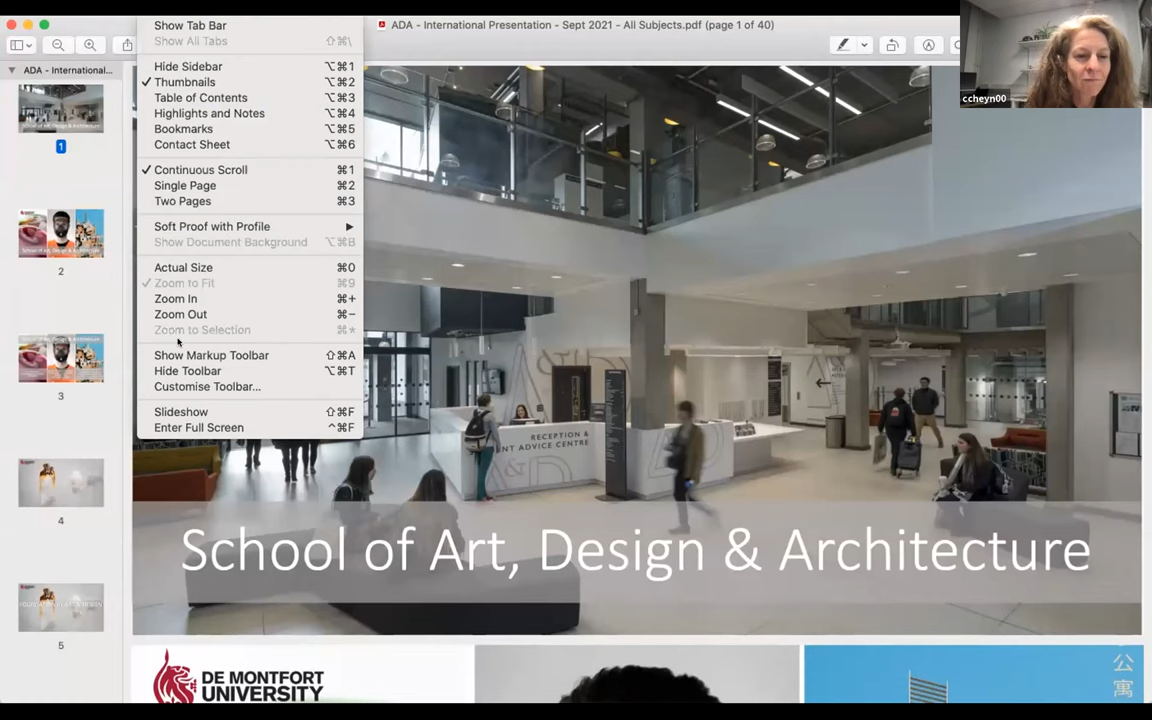 ADA - International Presentation - Sept 2021 - All Subjects.pdf (page 1 of 40)
ccheyn00
ADA - International...
1
2
3
4
5
Show Tab Bar
Show All Tabs ⇧⌘\
Hide Sidebar ⌥⌘1
✓ Thumbnails ⌥⌘2
Table of Contents ⌥⌘3
Highlights and Notes ⌥⌘4
Bookmarks ⌥⌘5
Contact Sheet ⌥⌘6
✓ Continuous Scroll ⌘1
Single Page ⌘2
Two Pages ⌘3
Soft Proof with Profile ▶
Show Document Background ⌥⌘B
Actual Size ⌘0
✓ Zoom to Fit ⌘9
Zoom In ⌘+
Zoom Out ⌘−
Zoom to Selection ⌘*
Show Markup Toolbar ⇧⌘A
Hide Toolbar ⌥⌘T
Customise Toolbar...
Slideshow ⇧⌘F
Enter Full Screen ^⌘F
RECEPTION &
NT ADVICE CENTRE
School of Art, Design & Architecture
DE MONTFORT
UNIVERSITY
公
寓